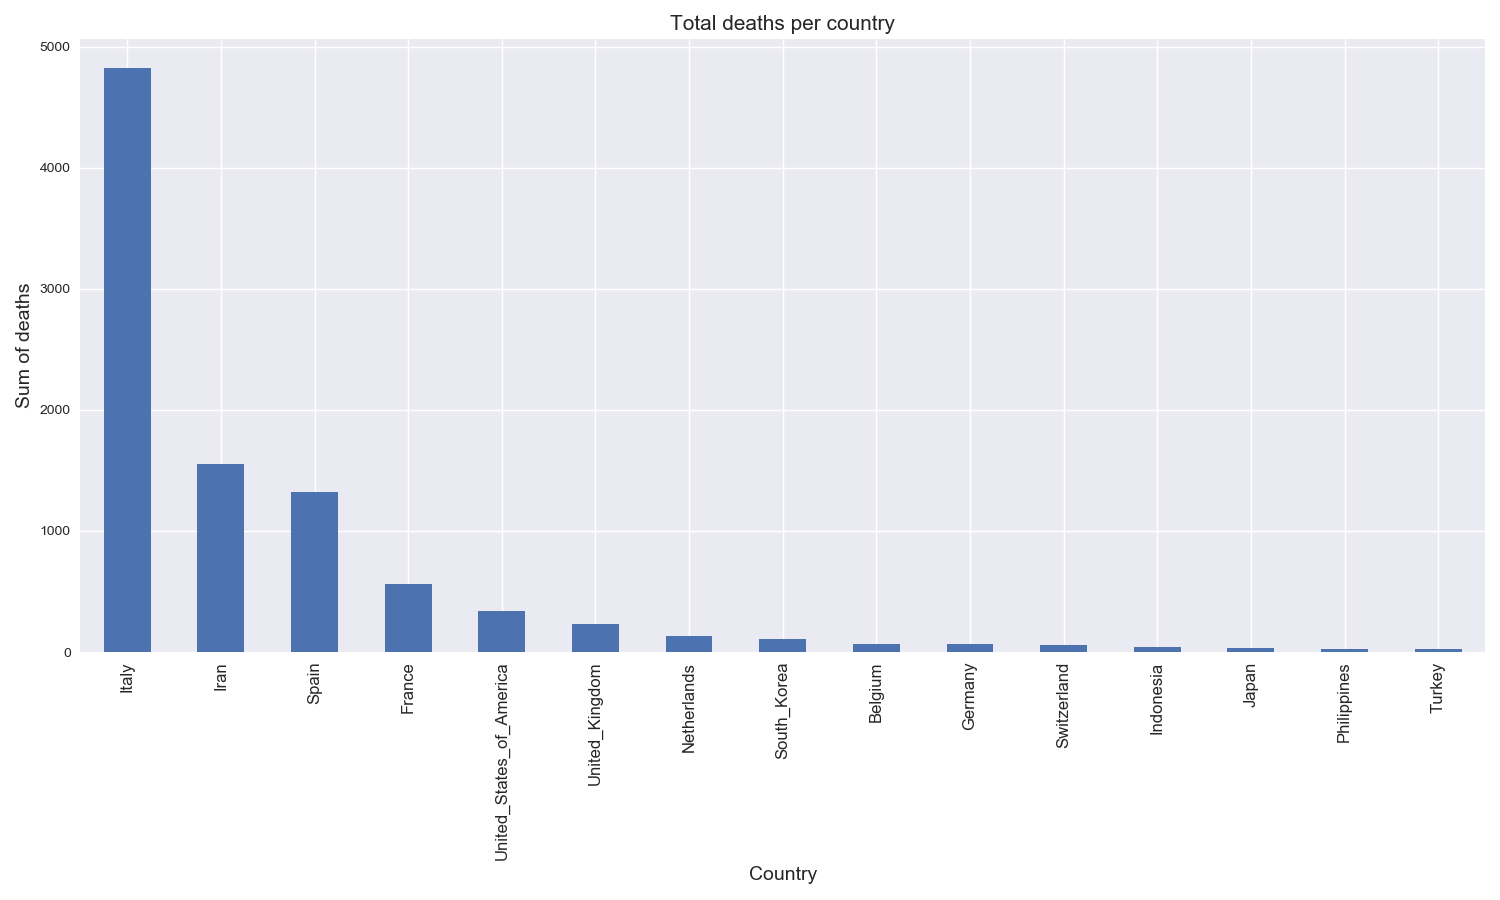 Total deaths per country
5000
4000
3000
2000
1000
0
Sum of deaths
Italy
Iran
Spain
France
United_States_of_America
United_Kingdom
Netherlands
South_Korea
Belgium
Germany
Switzerland
Indonesia
Japan
Philippines
Turkey
Country